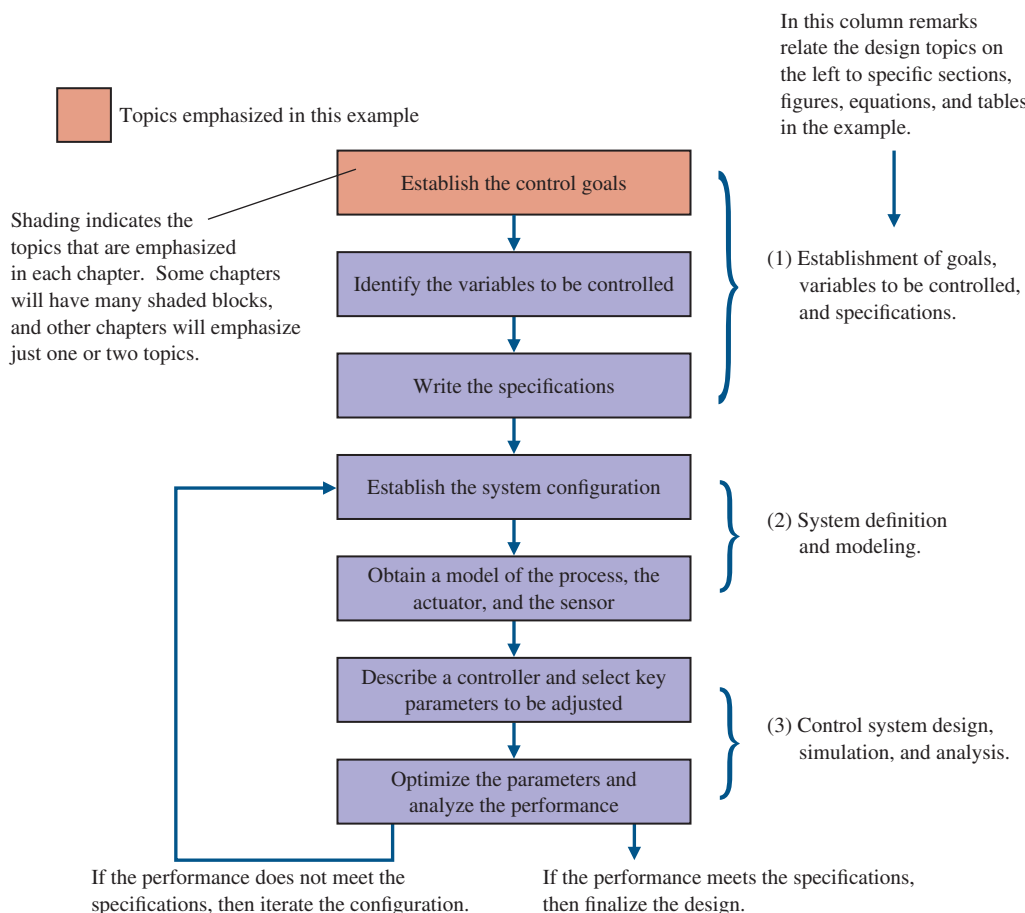 In this column remarks
relate the design topics on
the left to specific sections,
figures, equations, and tables
in the example.
Topics emphasized in this example
Establish the control goals
Shading indicates the
topics that are emphasized
in each chapter. Some chapters
will have many shaded blocks,
and other chapters will emphasize
just one or two topics.
Identify the variables to be controlled
Write the specifications
(1) Establishment of goals,
variables to be controlled,
and specifications.
Establish the system configuration
Obtain a model of the process, the
actuator, and the sensor
(2) System definition
and modeling.
Describe a controller and select key
parameters to be adjusted
Optimize the parameters and
analyze the performance
(3) Control system design,
simulation, and analysis.
If the performance does not meet the
specifications, then iterate the configuration.
If the performance meets the specifications,
then finalize the design.